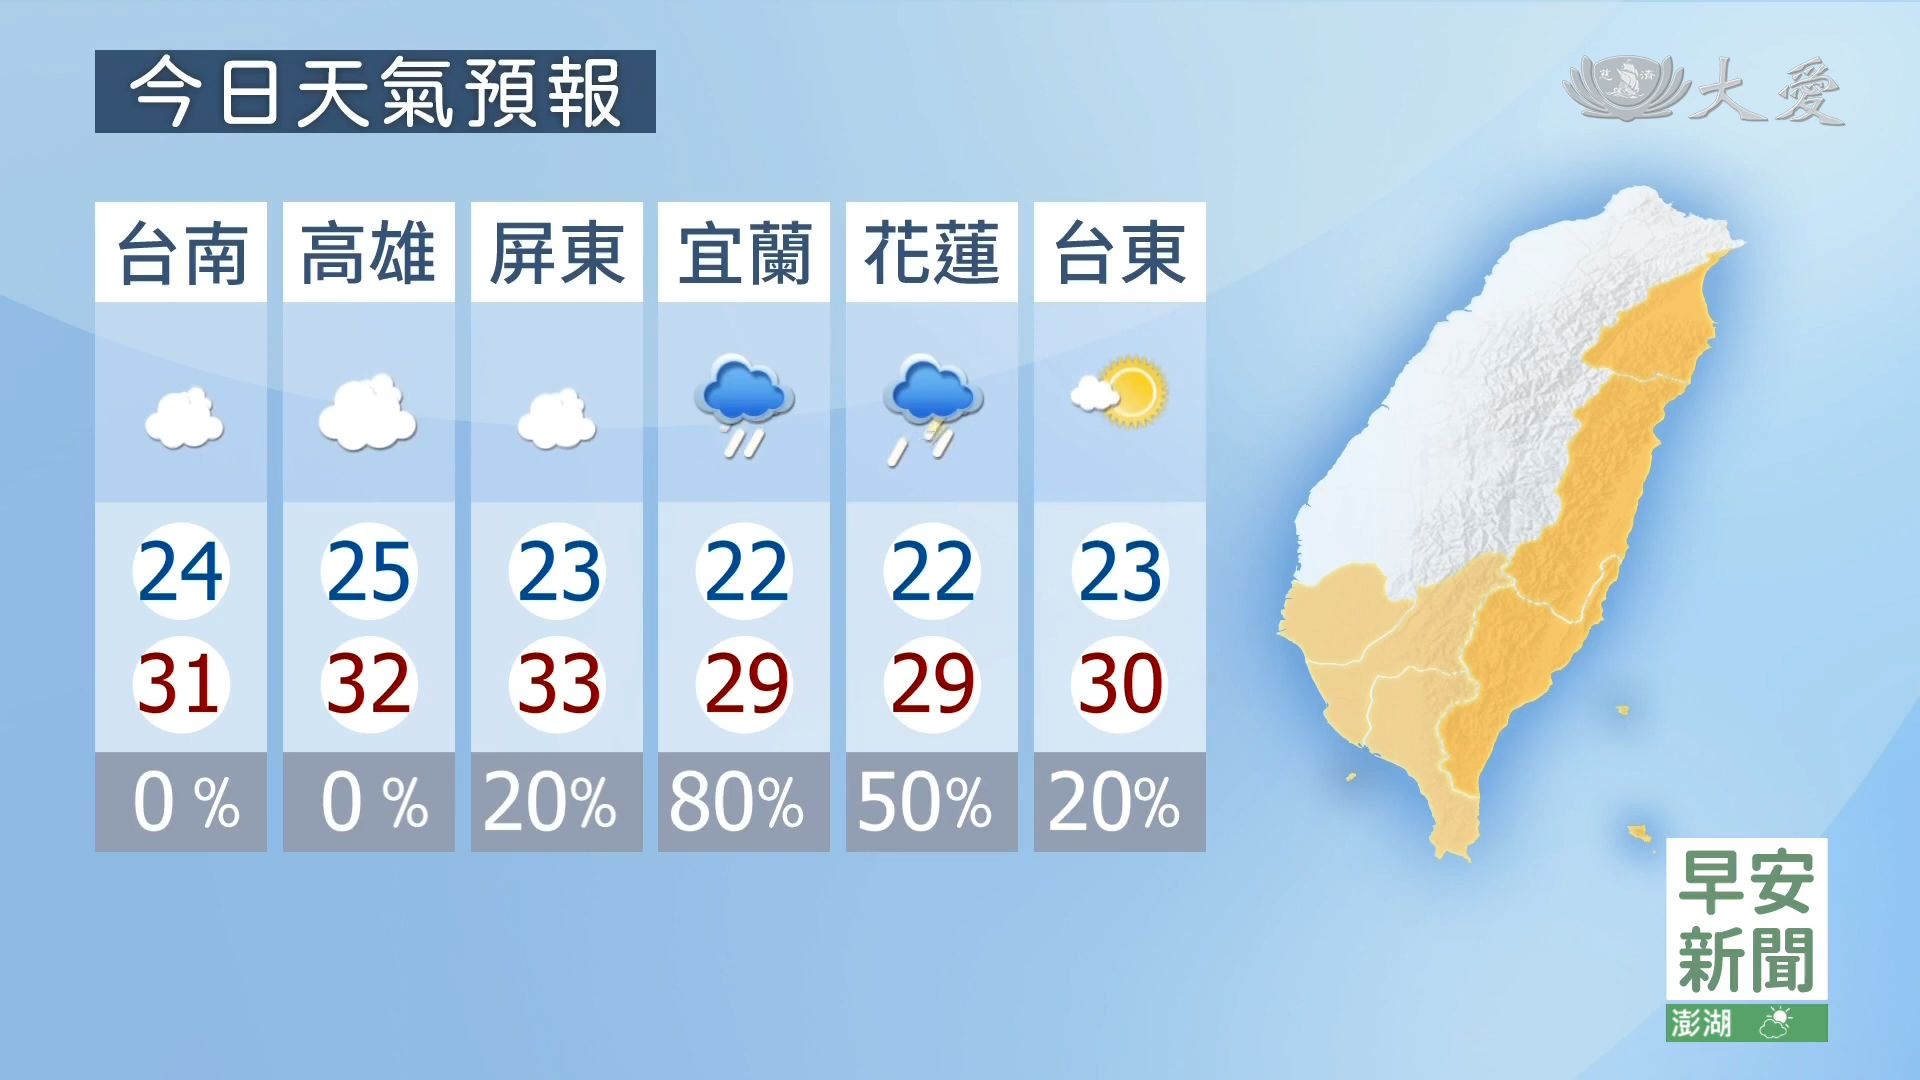 今日天氣預報
慈濟
大愛
台南 高雄 屏東 宜蘭 花蓮 台東
24 25 23 22 22 23
31 32 33 29 29 30
0% 0% 20% 80% 50% 20%
早安
新聞
澎湖